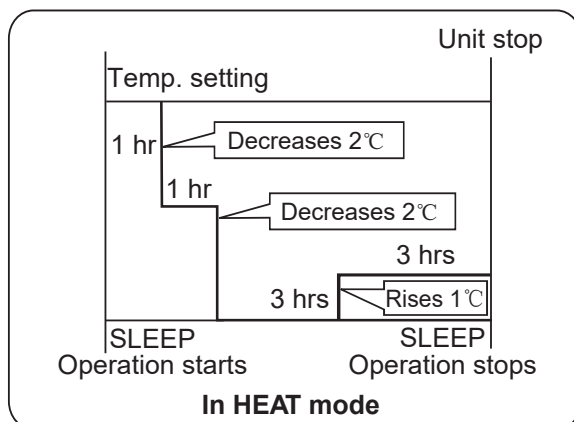 Unit stop
Temp. setting
1 hr
Decreases 2℃
1 hr
Decreases 2℃
3 hrs
3 hrs
Rises 1℃
SLEEP
Operation starts
SLEEP
Operation stops
In HEAT mode